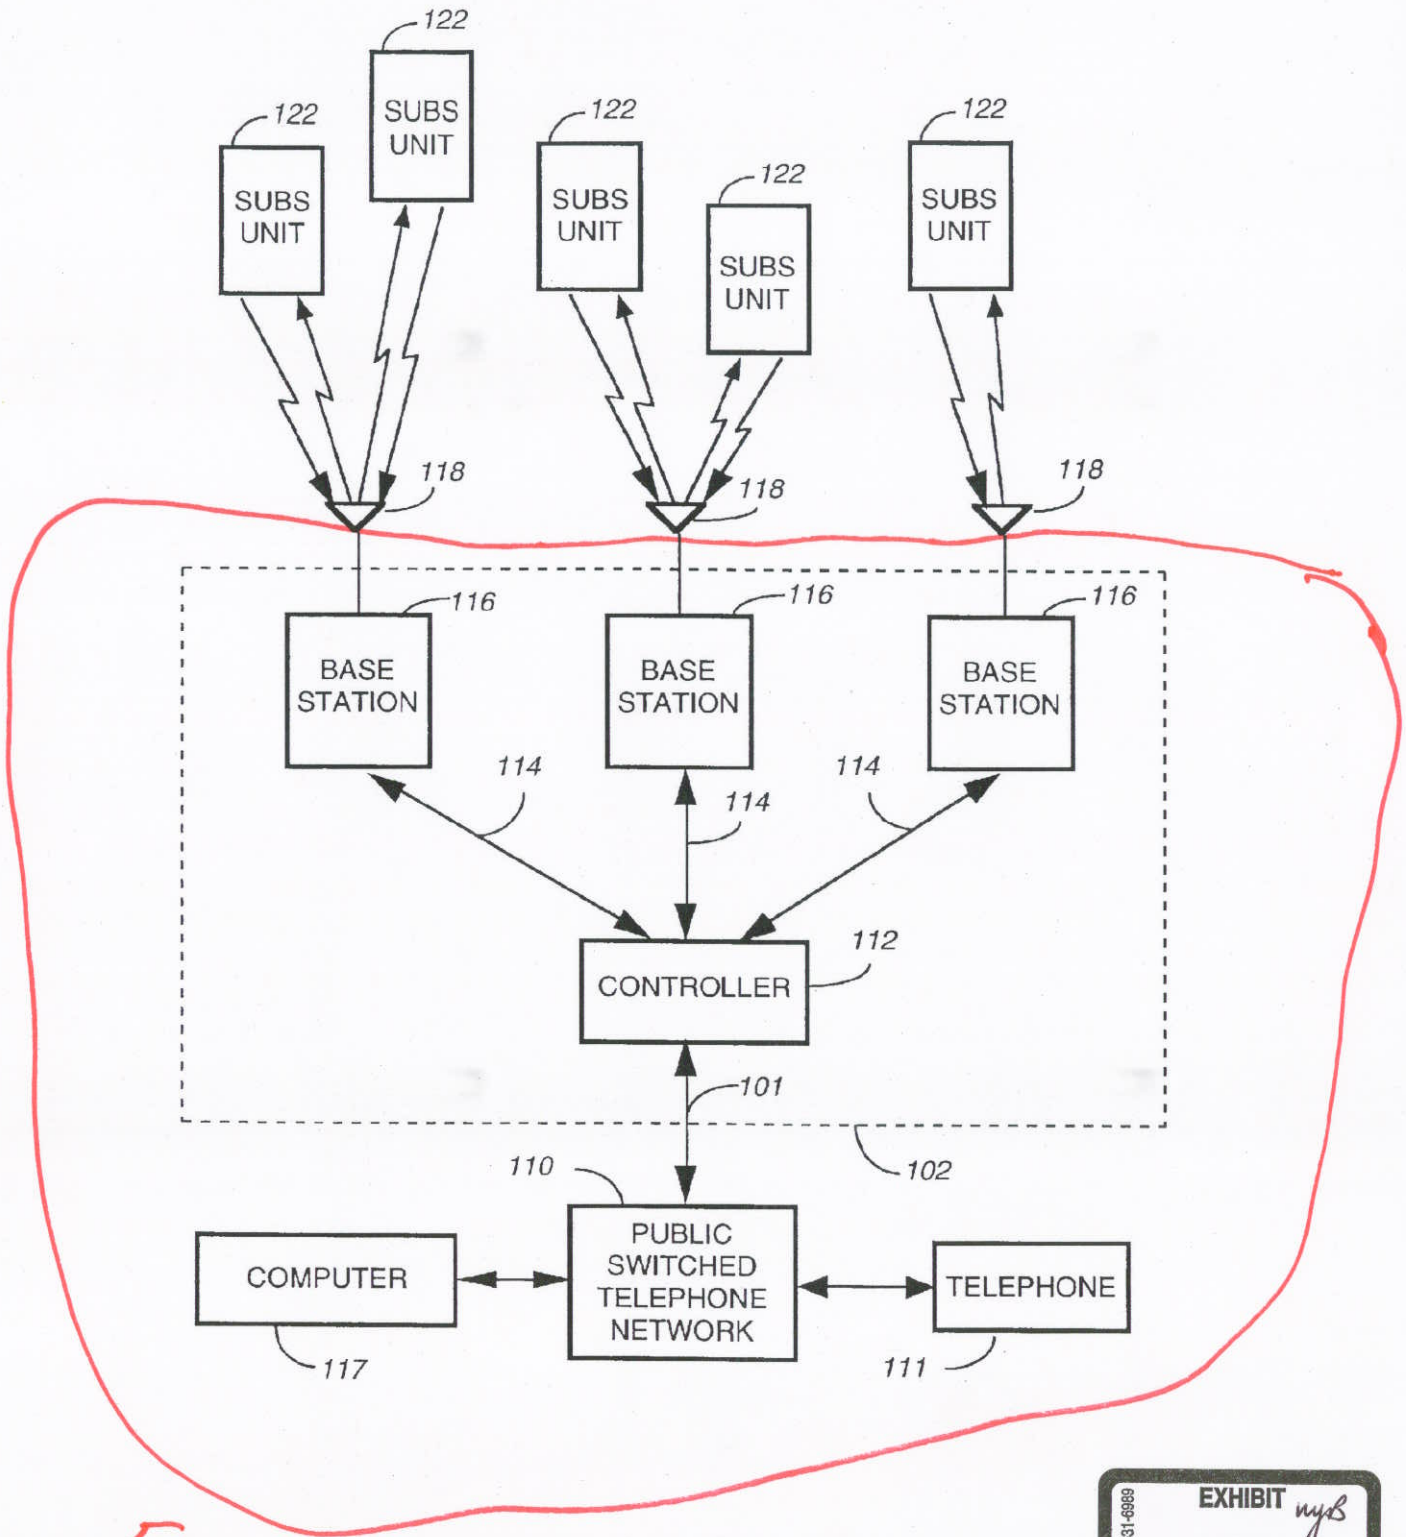 122
122
122
122
122
SUBS
UNIT
SUBS
UNIT
SUBS
UNIT
SUBS
UNIT
SUBS
UNIT
118
118
118
116
116
116
BASE
STATION
BASE
STATION
BASE
STATION
114
114
114
112
CONTROLLER
101
102
110
PUBLIC
SWITCHED
TELEPHONE
NETWORK
COMPUTER
TELEPHONE
117
111
EXHIBIT
31-6989